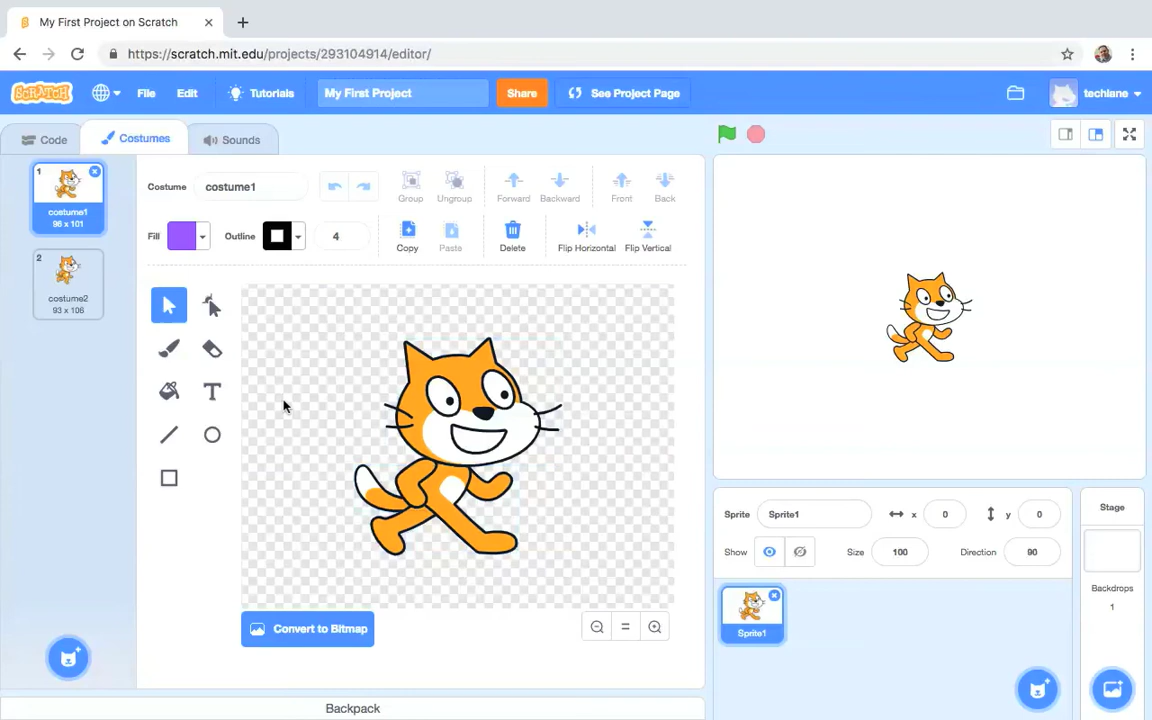 My First Project on Scratch
https://scratch.mit.edu/projects/293104914/editor/
SCRATCH File Edit Tutorials My First Project Share See Project Page techlane
Code Costumes Sounds
1
costume1
96 x 101
2
costume2
93 x 106
Costume costume1 Group Ungroup Forward Backward Front Back
Fill Outline 4 Copy Paste Delete Flip Horizontal Flip Vertical
T
Convert to Bitmap
Backpack
Sprite Sprite1 x 0 y 0
Show Size 100 Direction 90
Sprite1
Stage
Backdrops
1